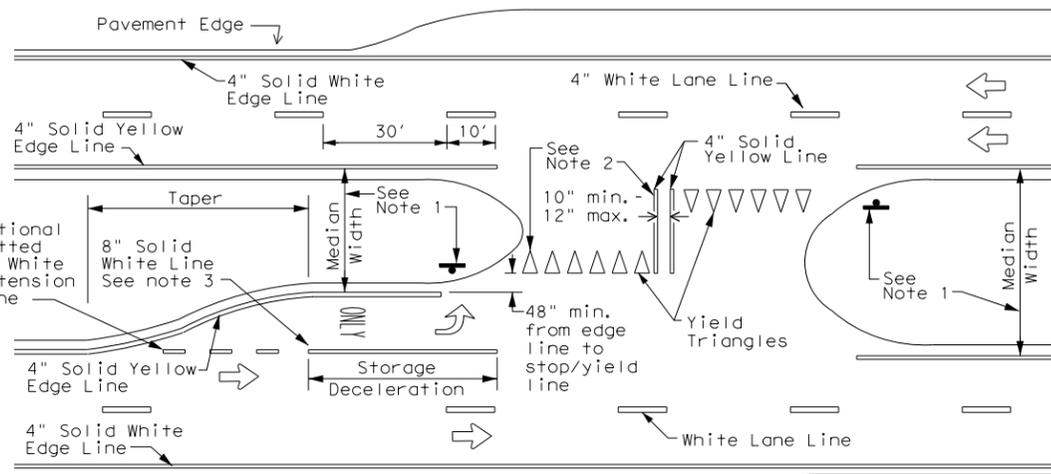 Pavement Edge
4" Solid White
Edge Line
4" White Lane Line
4" Solid Yellow
Edge Line
30'
10'
See
Note 2
4" Solid
Yellow Line
Taper
See
Note 1
Median
Width
10" min.
12" max.
8" Solid
White Line
See note 3
tional
tted
White
tension
ne
ONLY
48" min.
from edge
line to
stop/yield
line
Yield
Triangles
See
Note 1
Median
Width
4" Solid Yellow
Edge Line
Storage
Deceleration
4" Solid White
Edge Line
White Lane Line